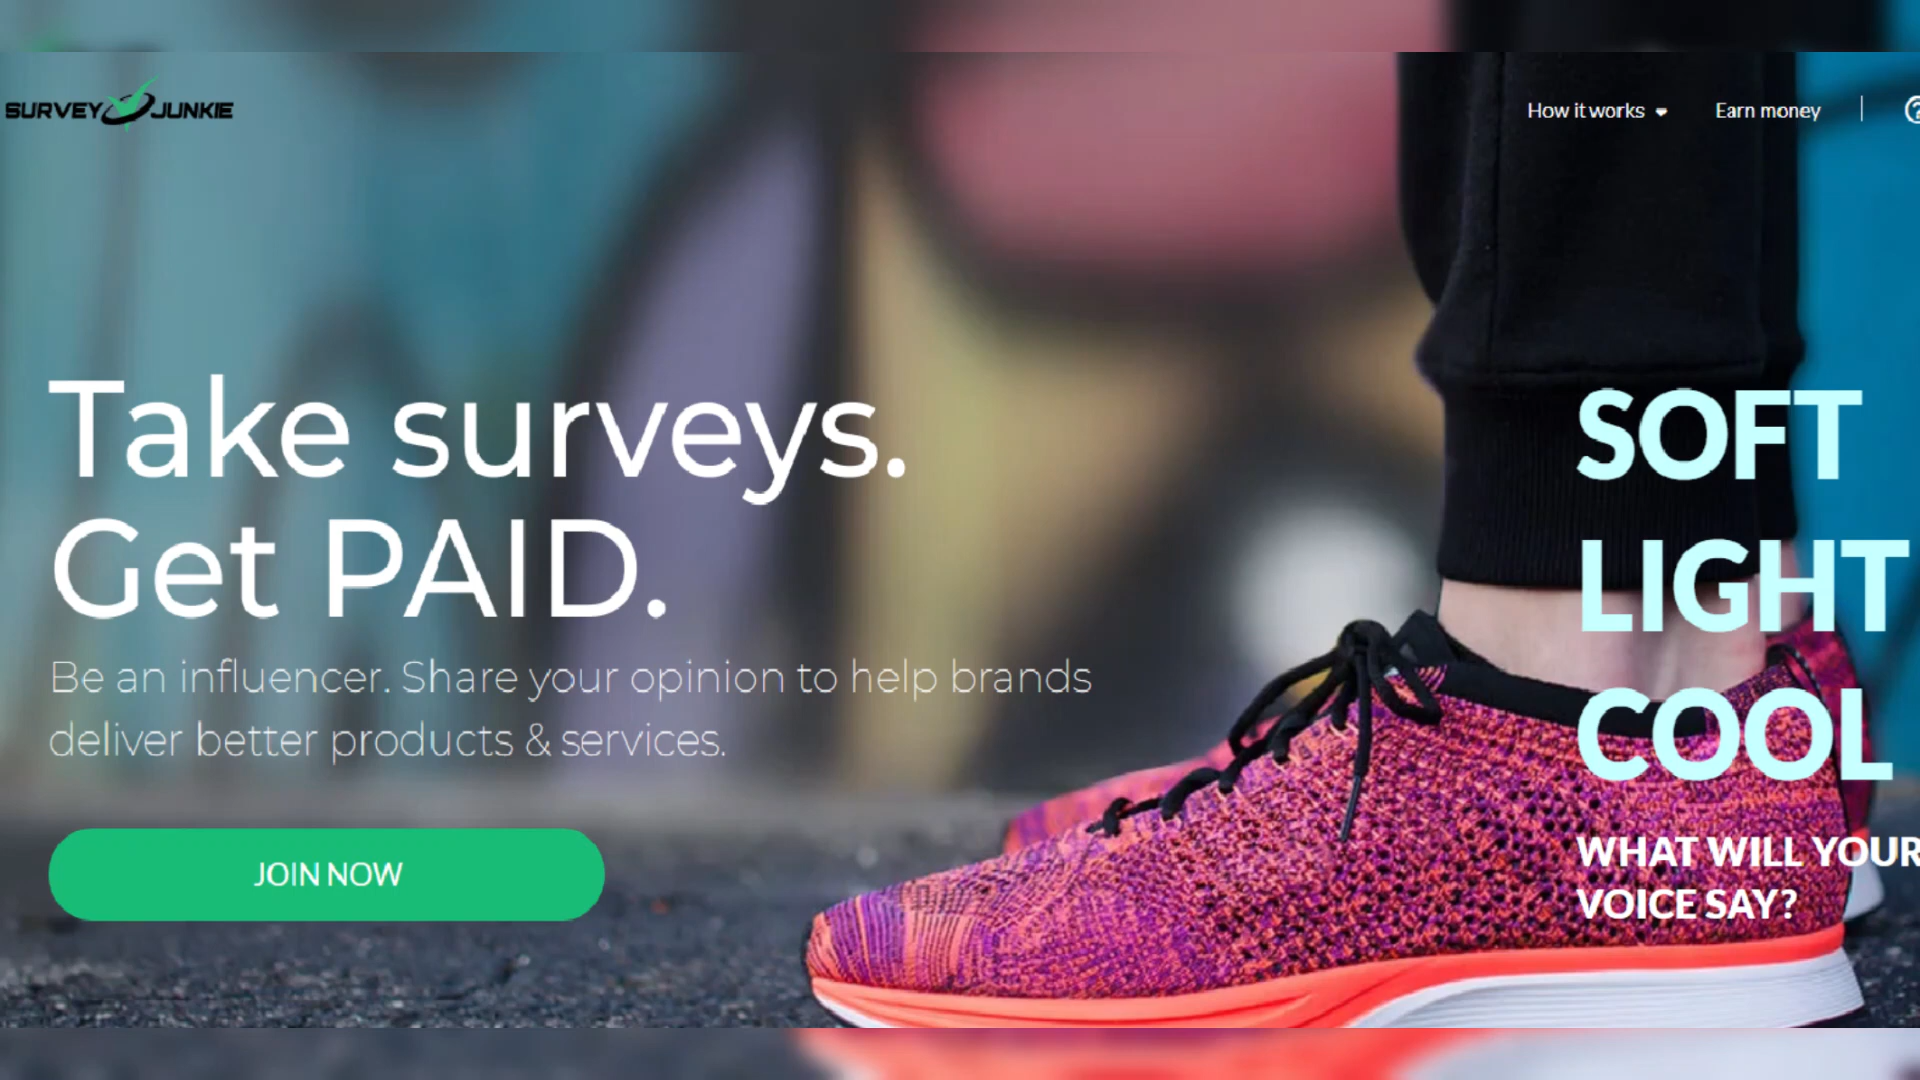 SURVEY JUNKIE
How it works
Earn money
Take surveys.
Get PAID.
Be an influencer. Share your opinion to help brands
deliver better products & services.
JOIN NOW
SOFT
LIGHT
COOL
WHAT WILL YOUR
VOICE SAY?